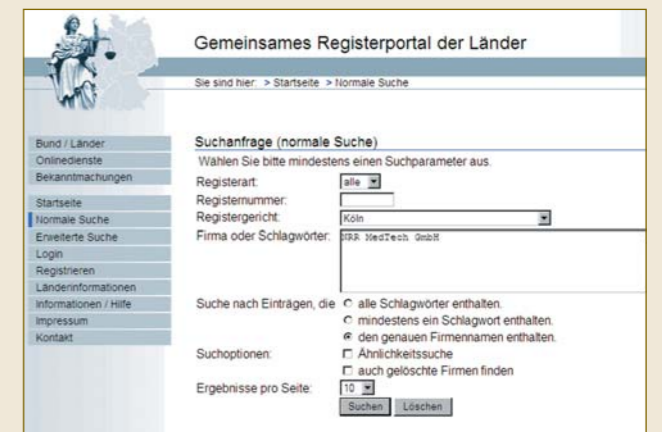 Gemeinsames Registerportal der Länder
Sie sind hier: > Startseite > Normale Suche
Bund / Länder
Onlinedienste
Bekanntmachungen
Startseite
Normale Suche
Erweiterte Suche
Login
Registrieren
Länderinformationen
Informationen / Hilfe
Impressum
Kontakt
Suchanfrage (normale Suche)
Wählen Sie bitte mindestens einen Suchparameter aus.
Registerart: alle
Registernummer:
Registergericht: Köln
Firma oder Schlagwörter: NRR MedTech GmbH
Suche nach Einträgen, die alle Schlagwörter enthalten.
mindestens ein Schlagwort enthalten.
den genauen Firmennamen enthalten.
Suchoptionen: Ähnlichkeitssuche
auch gelöschte Firmen finden
Ergebnisse pro Seite: 10
Suchen Löschen